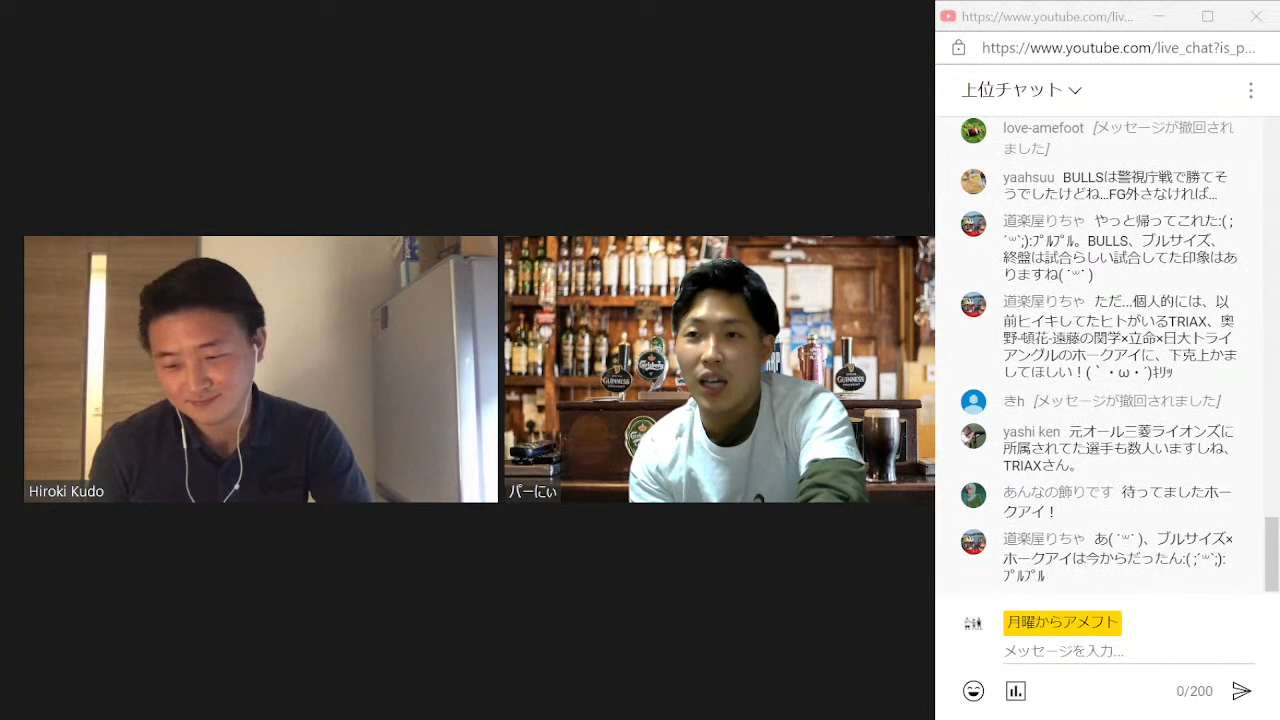 Hiroki Kudo
パーにぃ
GUINNESS
Carlsberg
GUINNESS
https://www.youtube.com/liv...
https://www.youtube.com/live_chat?is_p...
上位チャット
love-amefoot [メッセージが撤回され
ました]
yaahsuu BULLSは警視庁戦で勝てそ
うでしたけどね…FG外さなければ…
道楽屋りちゃ やっと帰ってこれた:( ;
´꒳`;):ﾌﾟﾙﾌﾟﾙ。BULLS、ブルサイズ、
終盤は試合らしい試合してた印象はあ
りますね( ˙꒳˙ )
道楽屋りちゃ ただ…個人的には、以
前ヒイキしてたヒトがいるTRIAX、奥
野-頓花-遠藤の関学×立命×日大トライ
アングルのホークアイに、下克上かま
してほしい！( ｀・ω・´)ｷﾘｯ
きh [メッセージが撤回されました]
yashi ken 元オール三菱ライオンズに
所属されてた選手も数人いますしね、
TRIAXさん。
あんなの飾りです 待ってましたホー
クアイ！
道楽屋りちゃ あ( ˙꒳˙ )、ブルサイズ×
ホークアイは今からだったん:( ;´꒳`;):
ﾌﾟﾙﾌﾟﾙ
月曜からアメフト
メッセージを入力...
0/200